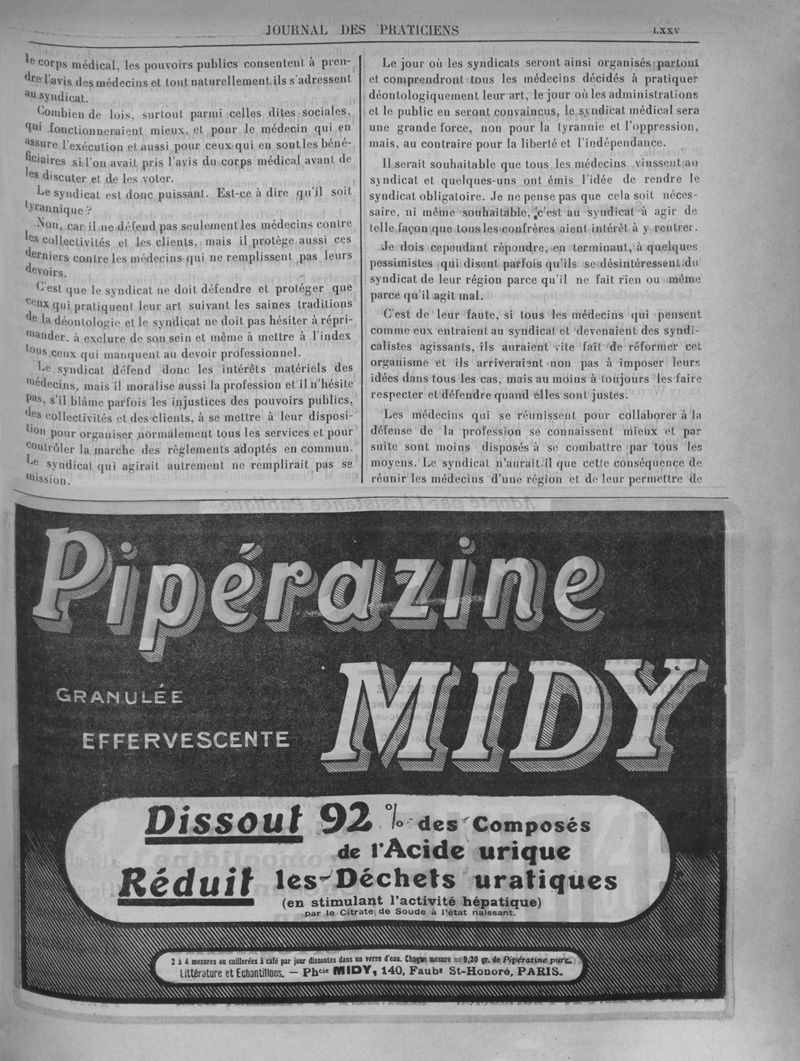 JOURNAL DES PRATICIENS
LXXV
le corps médical, les pouvoirs publics consentent à pren-
dre l'avis des médecins et tout naturellement ils s'adressent
au syndicat.
Combien de lois, surtout parmi celles dites sociales,
qui fonctionneraient mieux, et pour le médecin qui en
assure l'exécution et aussi pour ceux qui en sont les béné-
ficiaires si l'on avait pris l'avis du corps médical avant de
les discuter et de les voter.
Le syndicat est donc puissant. Est-ce à dire qu'il soit
tyrannique ?
Non, car il ne défend pas seulement les médecins contre
les collectivités et les clients, mais il protège aussi ces
derniers contre les médecins qui ne remplissent pas leurs
devoirs.
C'est que le syndicat ne doit défendre et protéger que
ceux qui pratiquent leur art suivant les saines traditions
de la déontologie et le syndicat ne doit pas hésiter à répri-
mander, à exclure de son sein et même à mettre à l'index
tous ceux qui manquent au devoir professionnel.
Le syndicat défend donc les intérêts matériels des
médecins, mais il moralise aussi la profession et il n'hésite
pas, s'il blâme parfois les injustices des pouvoirs publics,
des collectivités et des clients, à se mettre à leur disposi-
tion pour organiser normalement tous les services et pour
contrôler la marche des règlements adoptés en commun.
Le syndicat qui agirait autrement ne remplirait pas sa
mission.
Le jour où les syndicats seront ainsi organisés partout
et comprendront tous les médecins décidés à pratiquer
déontologiquement leur art, le jour où les administrations
et le public en seront convaincus, le syndicat médical sera
une grande force, non pour la tyrannie et l'oppression,
mais, au contraire pour la liberté et l'indépendance.
Il serait souhaitable que tous les médecins vinssent au
syndicat et quelques-uns ont émis l'idée de rendre le
syndicat obligatoire. Je ne pense pas que cela soit néces-
saire, ni même souhaitable, c'est au syndicat à agir de
telle façon que tous les confrères aient intérêt à y rentrer.
Je dois cependant répondre, en terminant, à quelques
pessimistes qui disent parfois qu'ils se désintéressent du
syndicat de leur région parce qu'il ne fait rien ou même
parce qu'il agit mal.
C'est de leur faute, si tous les médecins qui pensent
comme eux entraient au syndicat et devenaient des syndi-
calistes agissants, ils auraient vite fait de réformer cet
organisme et ils arriveraient non pas à imposer leurs
idées dans tous les cas, mais au moins à toujours les faire
respecter et défendre quand elles sont justes.
Les médecins qui se réunissent pour collaborer à la
défense de la profession se connaissent mieux et par
suite sont moins disposés à se combattre par tous les
moyens. Le syndicat n'aurait-il que cette conséquence de
réunir les médecins d'une région et de leur permettre de
Pipérazine
MIDY
GRANULÉE
EFFERVESCENTE
Dissout 92 % des Composés
de l'Acide urique
Réduit les Déchets uratiques
(en stimulant l'activité hépatique)
par le Citrate de Soude à l'état naissant.
2 à 4 mesures ou cuillerées à café par jour dissoutes dans un verre d'eau. Chaque mesure = 0,20 gr. de Pipérazine pure.
Littérature et Echantillons. — Phcie MIDY, 140, Faubg St-Honoré, PARIS.